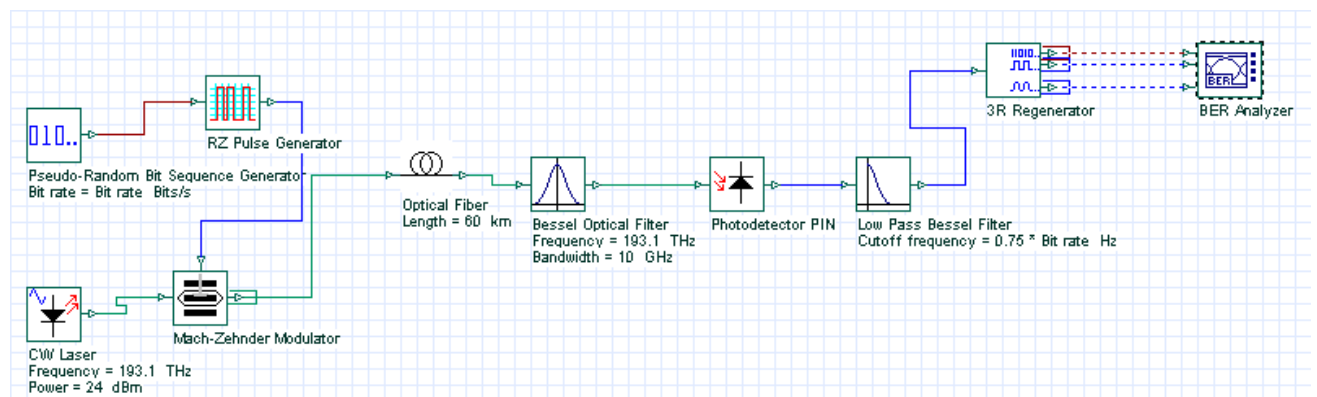 3R Regenerator
BER
BER Analyzer
010..
RZ Pulse Generator
Pseudo-Random Bit Sequence Generator
Bit rate = Bit rate Bits/s
Optical Fiber
Length = 60 km
Bessel Optical Filter
Frequency = 193.1 THz
Bandwidth = 10 GHz
Photodetector PIN
Low Pass Bessel Filter
Cutoff frequency = 0.75 * Bit rate Hz
Mach-Zehnder Modulator
CW Laser
Frequency = 193.1 THz
Power = 24 dBm